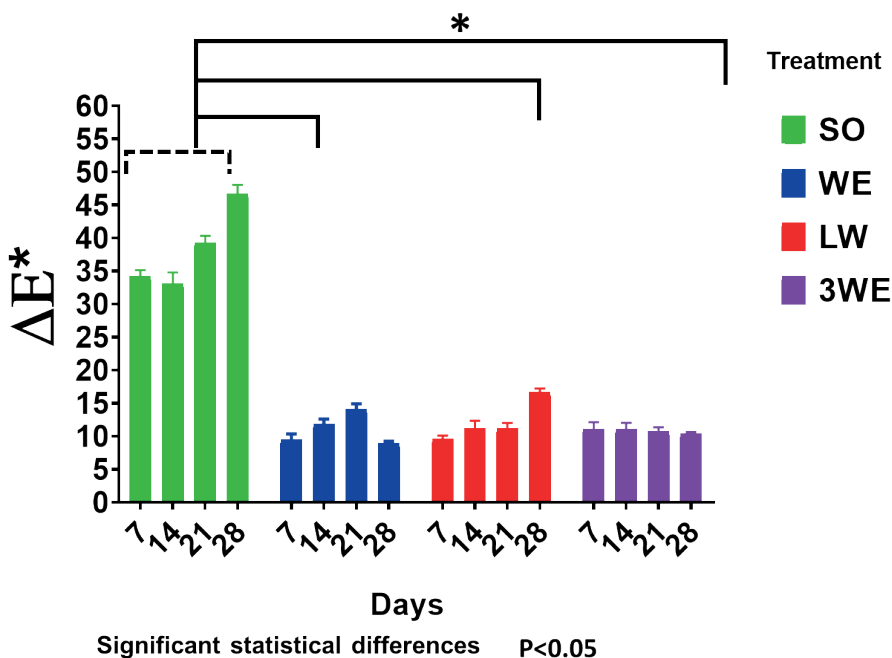 *
Treatment
SO
WE
LW
3WE
60
55
50
45
40
35
30
25
20
15
10
5
0
ΔE*
7 14 21 28 7 14 21 28 7 14 21 28 7 14 21 28
Days
Significant statistical differences P<0.05